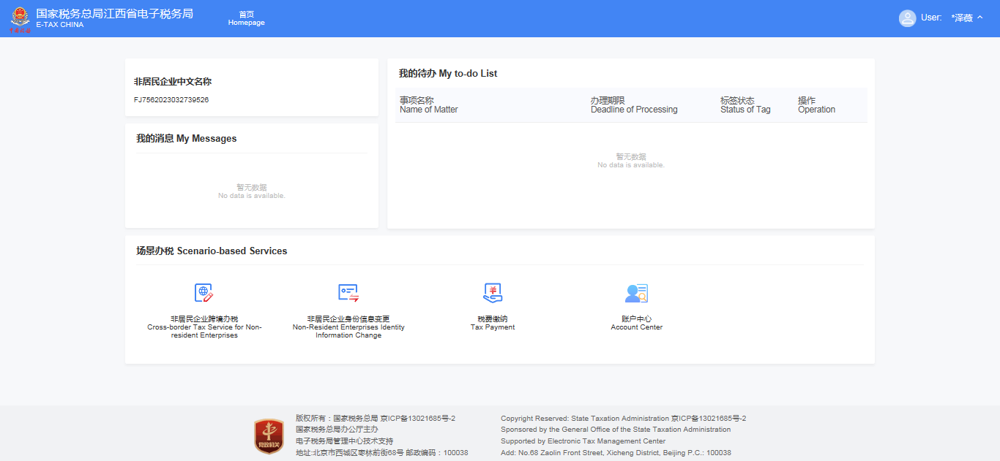 国家税务总局江西省电子税务局
E-TAX CHINA
首页
Homepage
User: *泽薇
非居民企业中文名称
FJ7562023032739526
我的消息 My Messages
暂无数据
No data is available.
我的待办 My to-do List
事项名称
Name of Matter
办理期限
Deadline of Processing
标签状态
Status of Tag
操作
Operation
暂无数据
No data is available.
场景办税 Scenario-based Services
非居民企业跨境办税
Cross-border Tax Service for Non-
resident Enterprises
非居民企业身份信息变更
Non-Resident Enterprises Identity
Information Change
税费缴纳
Tax Payment
账户中心
Account Center
党政机关
版权所有：国家税务总局 京ICP备13021685号-2
国家税务总局办公厅主办
电子税务局管理中心技术支持
地址:北京市西城区枣林前街68号 邮政编码：100038
Copyright Reserved: State Taxation Administration 京ICP备13021685号-2
Sponsored by the General Office of the State Taxation Administration
Supported by Electronic Tax Management Center
Add: No.68 Zaolin Front Street, Xicheng District, Beijing P.C.: 100038